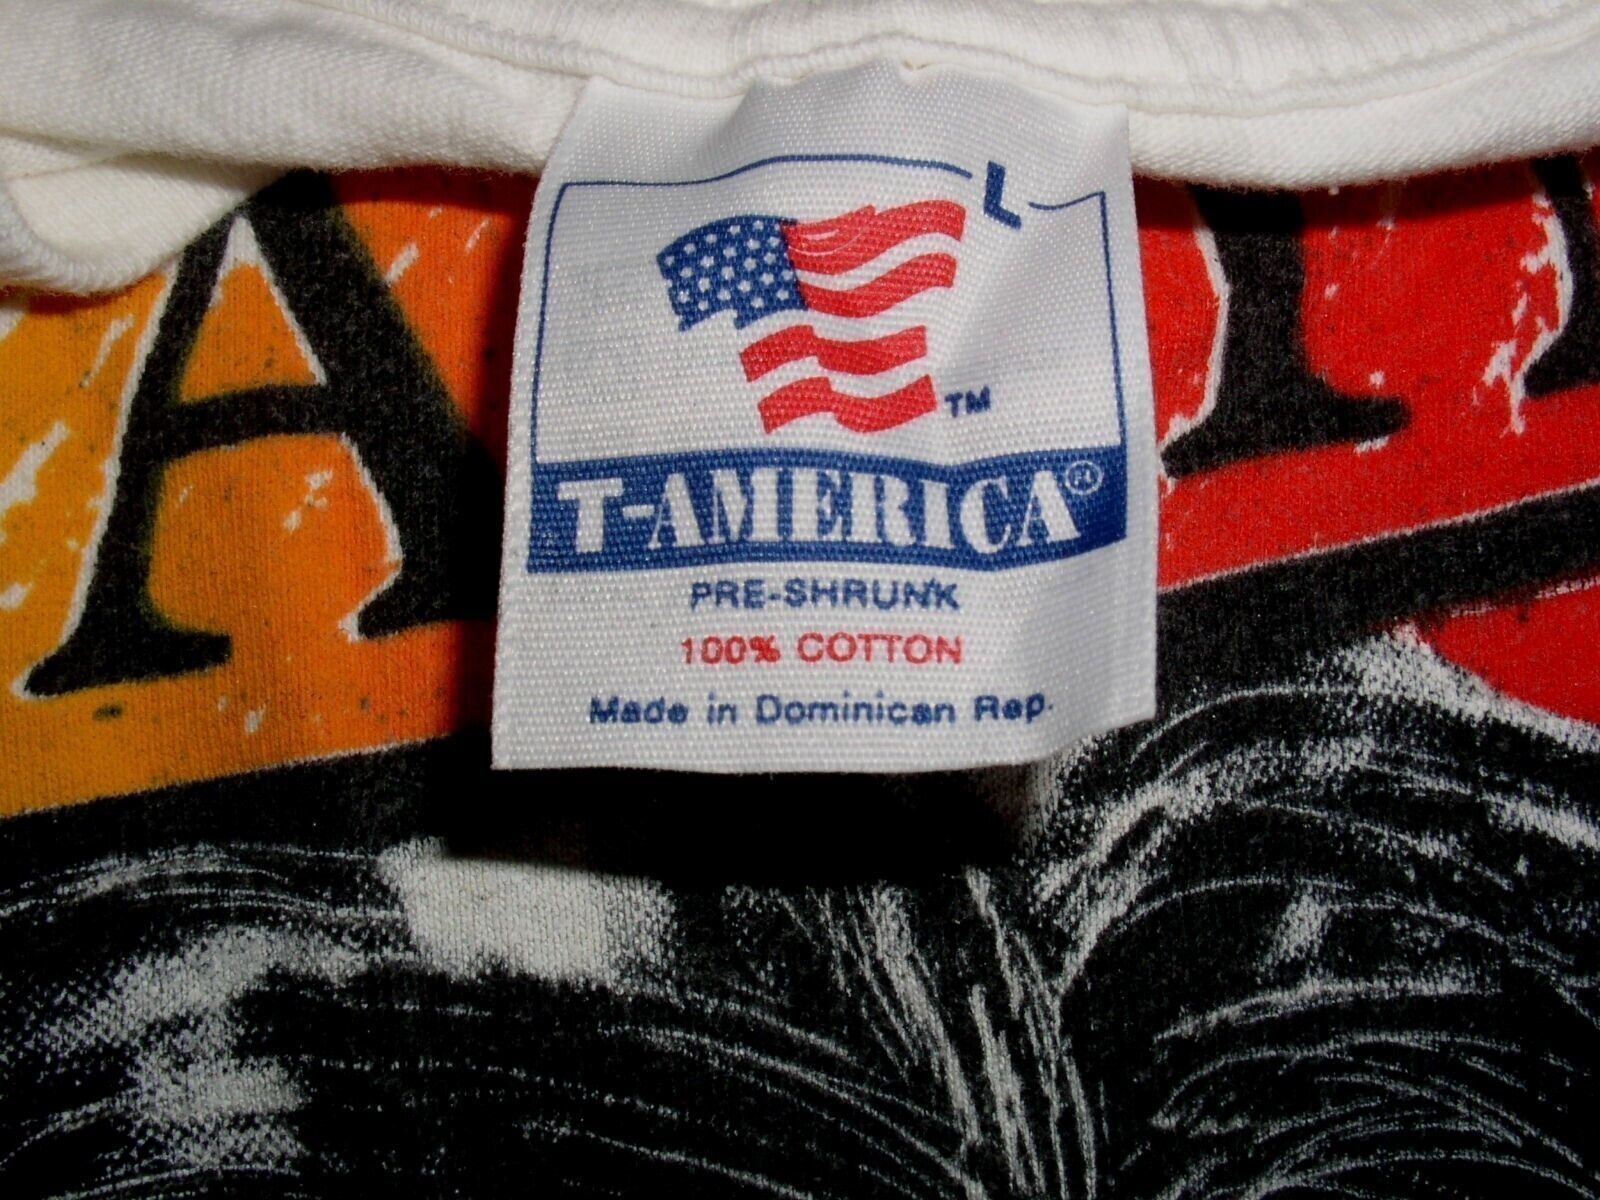 L
TM
T-AMERICA®
PRE-SHRUNK
100% COTTON
Made in Dominican Rep.
A